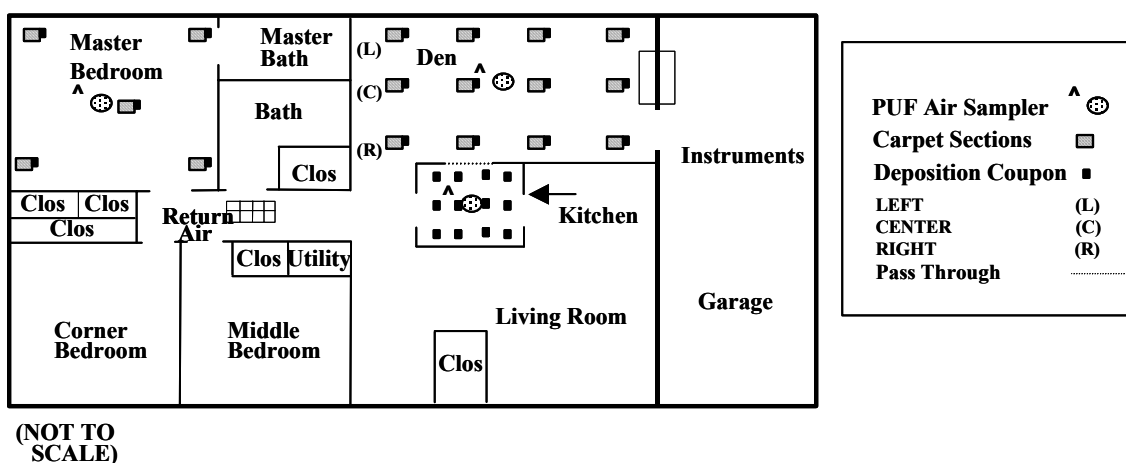 Master
Bedroom
^
Master
Bath
Bath
Clos
(L)
(C)
(R)
Den
^
Instruments
^
Kitchen
Clos Clos
Clos
Return
Air
Clos Utility
Corner
Bedroom
Middle
Bedroom
Living Room
Clos
Garage
(NOT TO
SCALE)
PUF Air Sampler ^
Carpet Sections
Deposition Coupon
LEFT (L)
CENTER (C)
RIGHT (R)
Pass Through